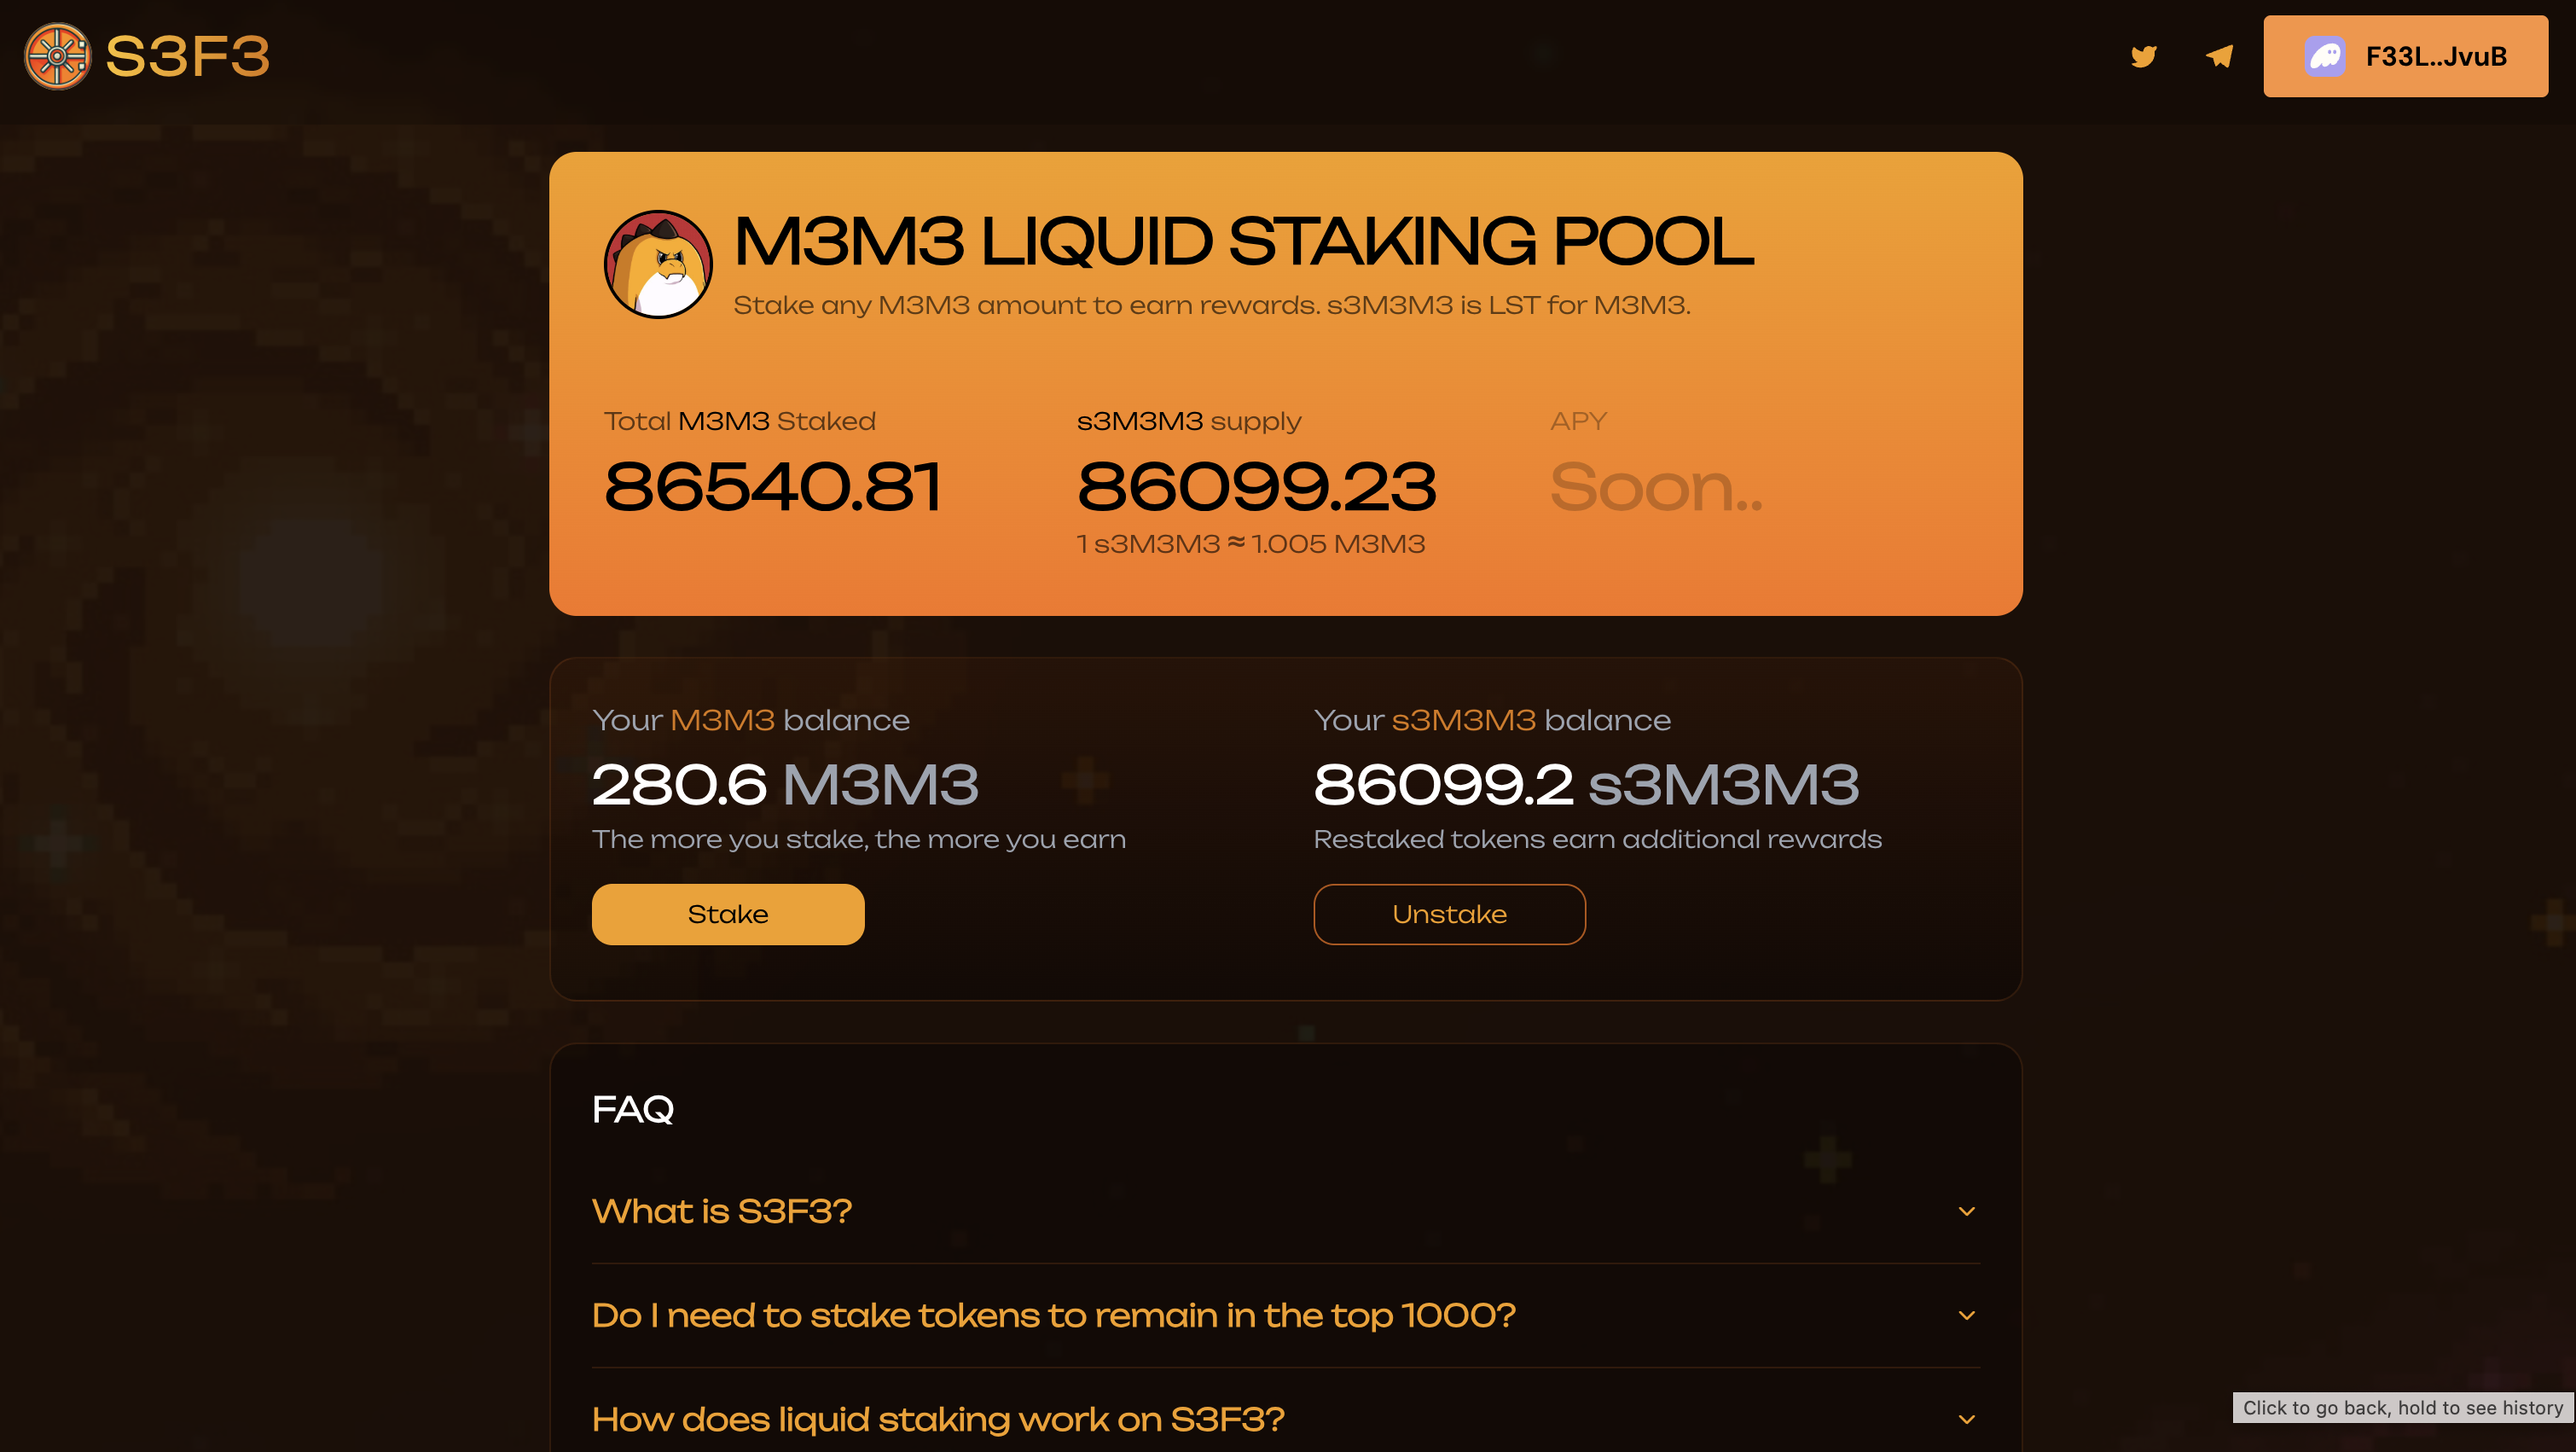 S3F3
F33L..JvuB
M3M3 LIQUID STAKING POOL
Stake any M3M3 amount to earn rewards. s3M3M3 is LST for M3M3.
Total M3M3 Staked
86540.81
s3M3M3 supply
86099.23
1 s3M3M3 ≈ 1.005 M3M3
APY
Soon..
Your M3M3 balance
280.6 M3M3
The more you stake, the more you earn
Stake
Your s3M3M3 balance
86099.2 s3M3M3
Restaked tokens earn additional rewards
Unstake
FAQ
What is S3F3?
Do I need to stake tokens to remain in the top 1000?
How does liquid staking work on S3F3?
Click to go back, hold to see history